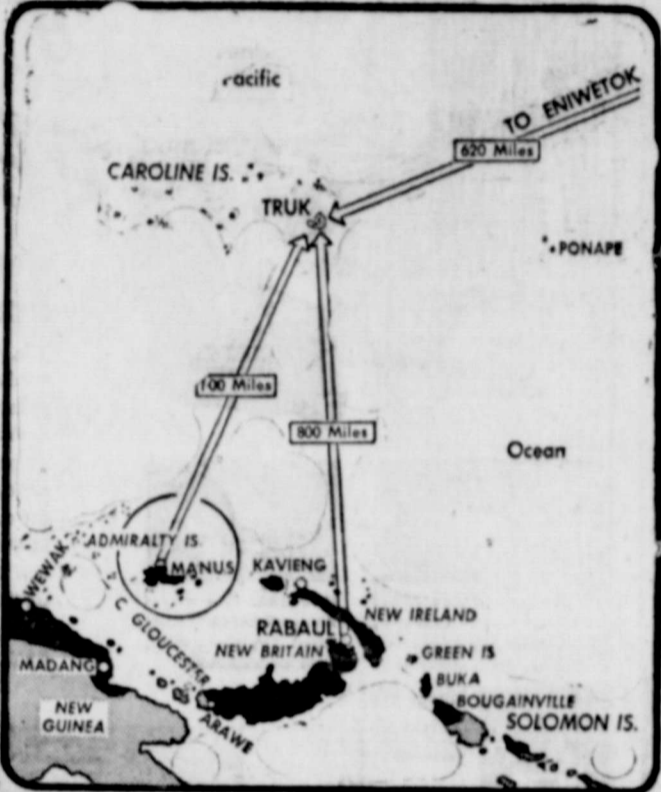 Pacific
TO ENIWETOK
620 Miles
CAROLINE IS.
TRUK
PONAPE
Miles
800 Miles
Ocean
ADMIRALTY IS.
WEWAK
MANUS
KAVIENG
C. GLOUCESTER
RABAUL
NEW IRELAND
NEW BRITAIN
GREEN IS
BUKA
MADANG
BOUGAINVILLE
NEW
GUINEA
ARAWE
SOLOMON IS.